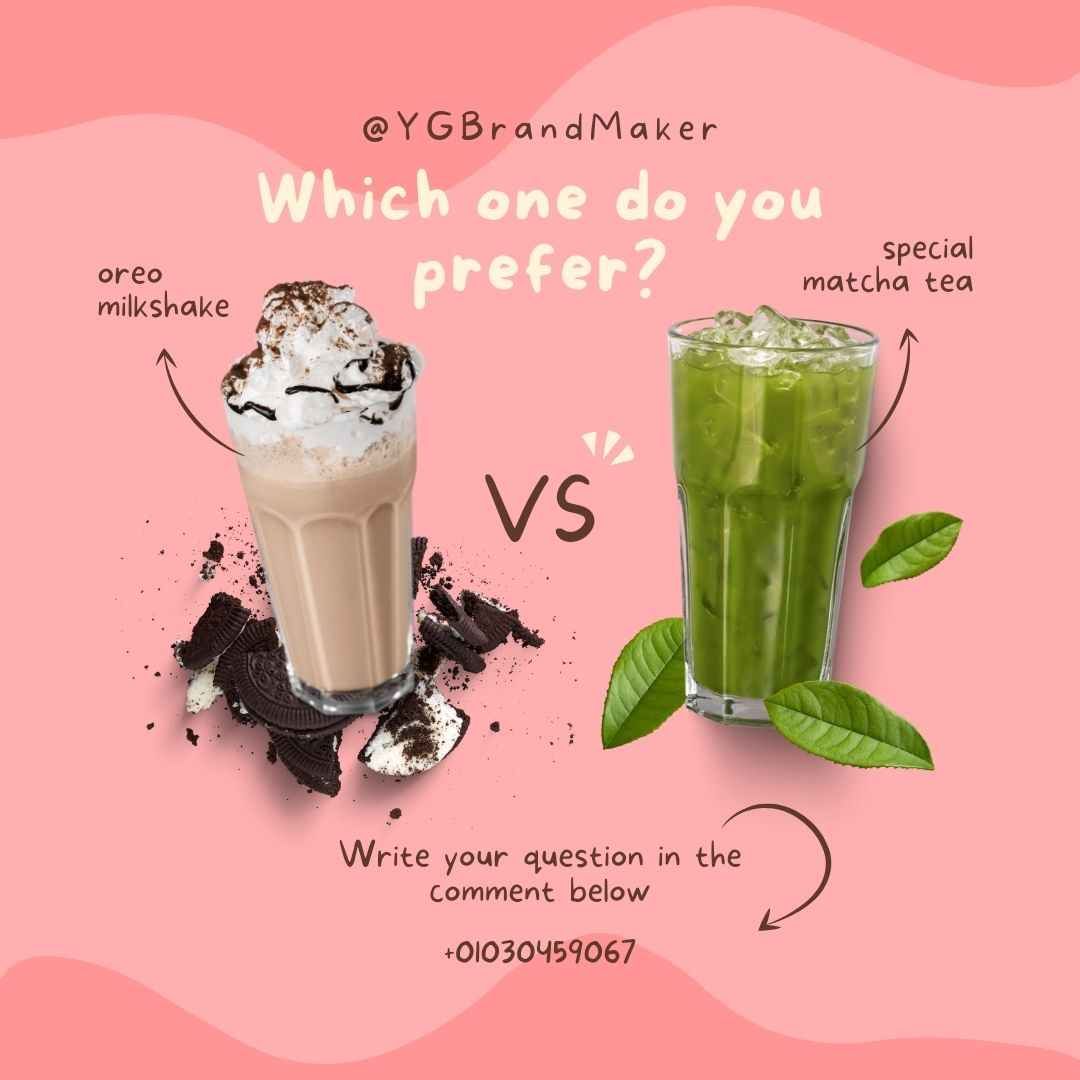 @YGBrandMaker
Which one do you
prefer?
oreo
milkshake
special
matcha tea
VS
Write your question in the
comment below
+01030459067